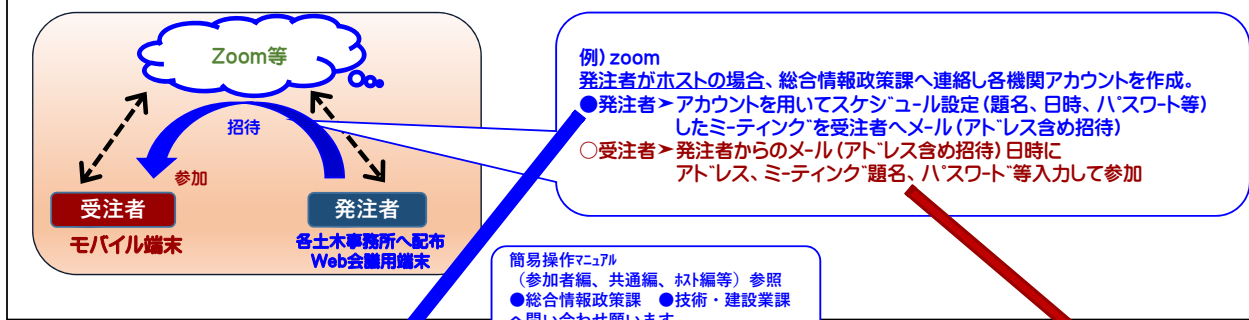 Zoom等
招待
参加
受注者
発注者
モバイル端末
各土木事務所へ配布
Web会議用端末
例）zoom
発注者がホストの場合、総合情報政策課へ連絡し各機関アカウントを作成。
●発注者➤アカウントを用いてスケジュール設定（題名、日時、パスワード等）
したミーティングを受注者へメール（アドレス含め招待）
○受注者➤発注者からのメール（アドレス含め招待）日時に
アドレス、ミーティング題名、パスワード等入力して参加
簡易操作マニュアル
（参加者編、共通編、ホスト編等）参照
●総合情報政策課　●技術・建設業課
へ問い合わせ願います